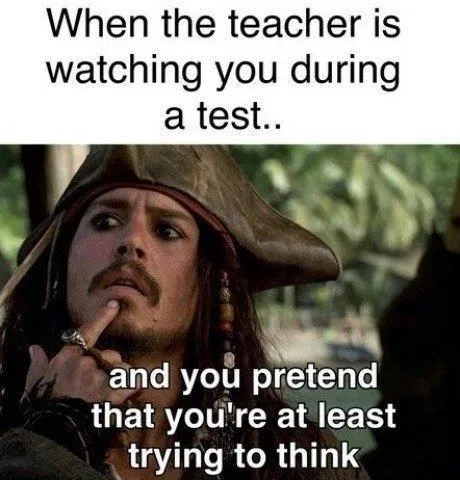 When the teacher is
watching you during
a test..
and you pretend
that you're at least
trying to think